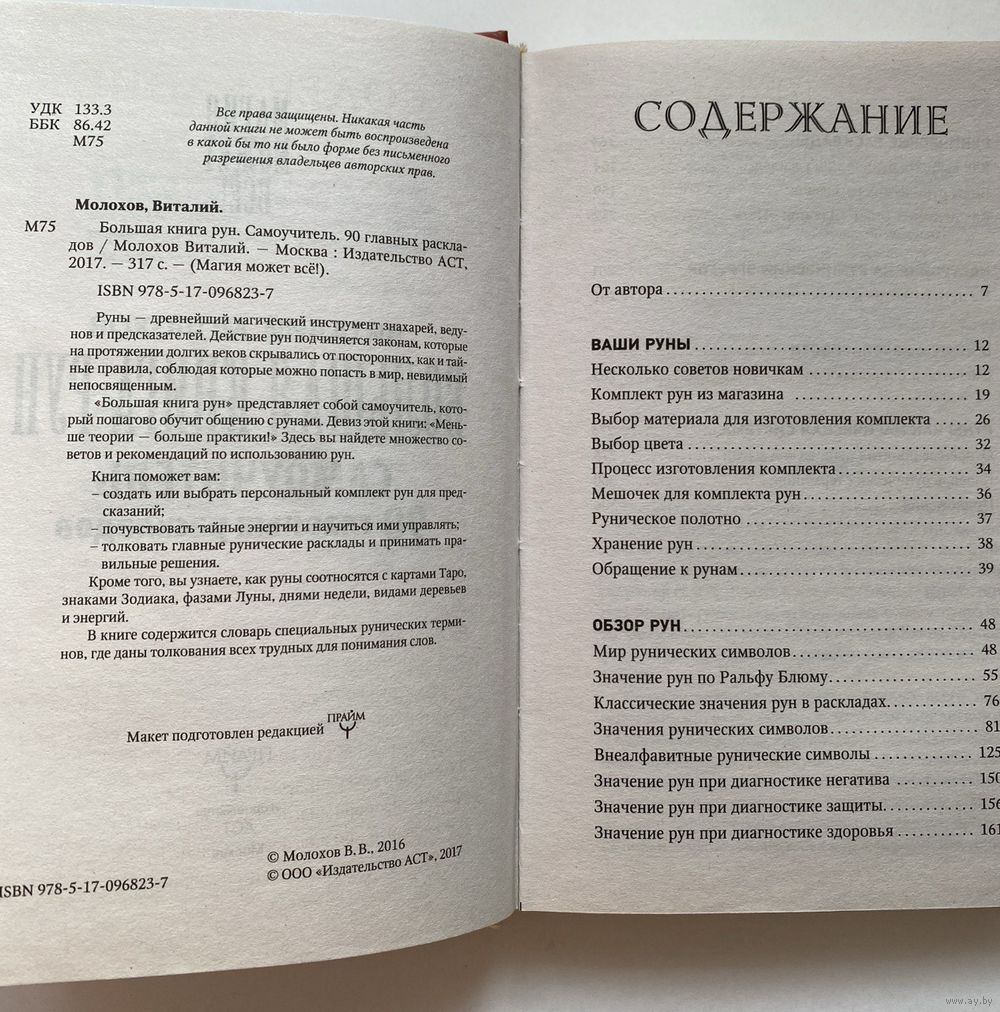 УДК 133.3
ББК 86.42
М75
Все права защищены. Никакая часть
данной книги не может быть воспроизведена
в какой бы то ни было форме без письменного
разрешения владельцев авторских прав.
Молохов, Виталий.
М75 Большая книга рун. Самоучитель. 90 главных раскла-
дов / Молохов Виталий. — Москва : Издательство АСТ,
2017. — 317 с. — (Магия может всё!).
ISBN 978-5-17-096823-7
Руны — древнейший магический инструмент знахарей, веду-
нов и предсказателей. Действие рун подчиняется законам, которые
на протяжении долгих веков скрывались от посторонних, как и тай-
ные правила, соблюдая которые можно попасть в мир, невидимый
непосвященным.
«Большая книга рун» представляет собой самоучитель, кото-
рый пошагово обучит общению с рунами. Девиз этой книги: «Мень-
ше теории — больше практики!» Здесь вы найдете множество со-
ветов и рекомендаций по использованию рун.
Книга поможет вам:
– создать или выбрать персональный комплект рун для пред-
сказаний;
– почувствовать тайные энергии и научиться ими управлять;
– толковать главные рунические расклады и принимать пра-
вильные решения.
Кроме того, вы узнаете, как руны соотносятся с картами Таро,
знаками Зодиака, фазами Луны, днями недели, видами деревьев
и энергий.
В книге содержится словарь специальных рунических терми-
нов, где даны толкования всех трудных для понимания слов.
Макет подготовлен редакцией ПРАЙМ
© Молохов В. В., 2016
© ООО «Издательство АСТ», 2017
ISBN 978-5-17-096823-7
СОДЕРЖАНИЕ
От автора 7
ВАШИ РУНЫ 12
Несколько советов новичкам 12
Комплект рун из магазина 19
Выбор материала для изготовления комплекта 26
Выбор цвета 32
Процесс изготовления комплекта 34
Мешочек для комплекта рун 36
Руническое полотно 37
Хранение рун 38
Обращение к рунам 39
ОБЗОР РУН 48
Мир рунических символов 48
Значение рун по Ральфу Блюму 55
Классические значения рун в раскладах 76
Значения рунических символов 81
Внеалфавитные рунические символы 125
Значение рун при диагностике негатива 150
Значение рун при диагностике защиты 156
Значение рун при диагностике здоровья 161
www.ay.by